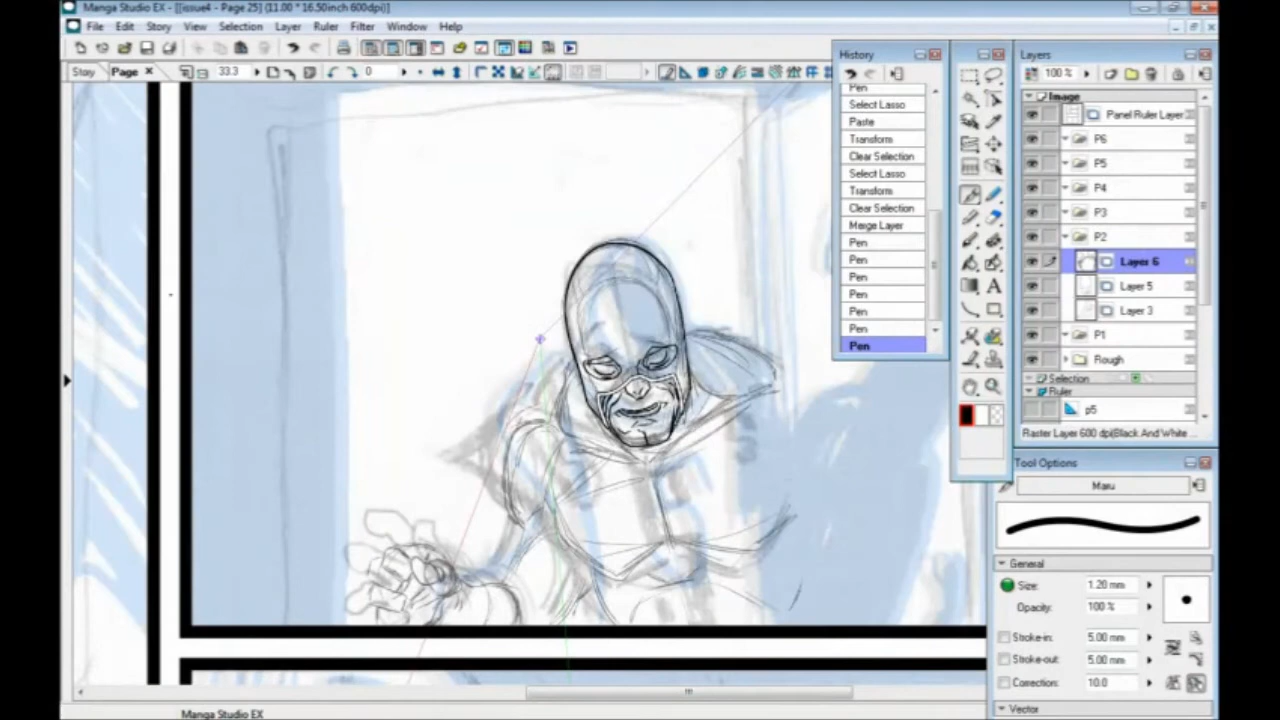 Manga Studio EX - [[issue4 - Page 25] (11.00 * 16.50inch 600dpi)]
File Edit Story View Selection Layer Ruler Filter Window Help
Story Page 33.3 0
History
Pen
Select Lasso
Paste
Transform
Clear Selection
Select Lasso
Transform
Clear Selection
Merge Layer
Pen
Pen
Pen
Pen
Pen
Pen
Pen
Layers
100 %
Image
Panel Ruler Layer
P6
P5
P4
P3
P2
Layer 6
Layer 5
Layer 3
P1
Rough
Selection
Ruler
p5
Raster Layer 600 dpi(Black And White ...
Tool Options
Maru
General
Size: 1.20 mm
Opacity: 100 %
Stroke-in: 5.00 mm
Stroke-out: 5.00 mm
Correction: 10.0
Vector
Manga Studio EX